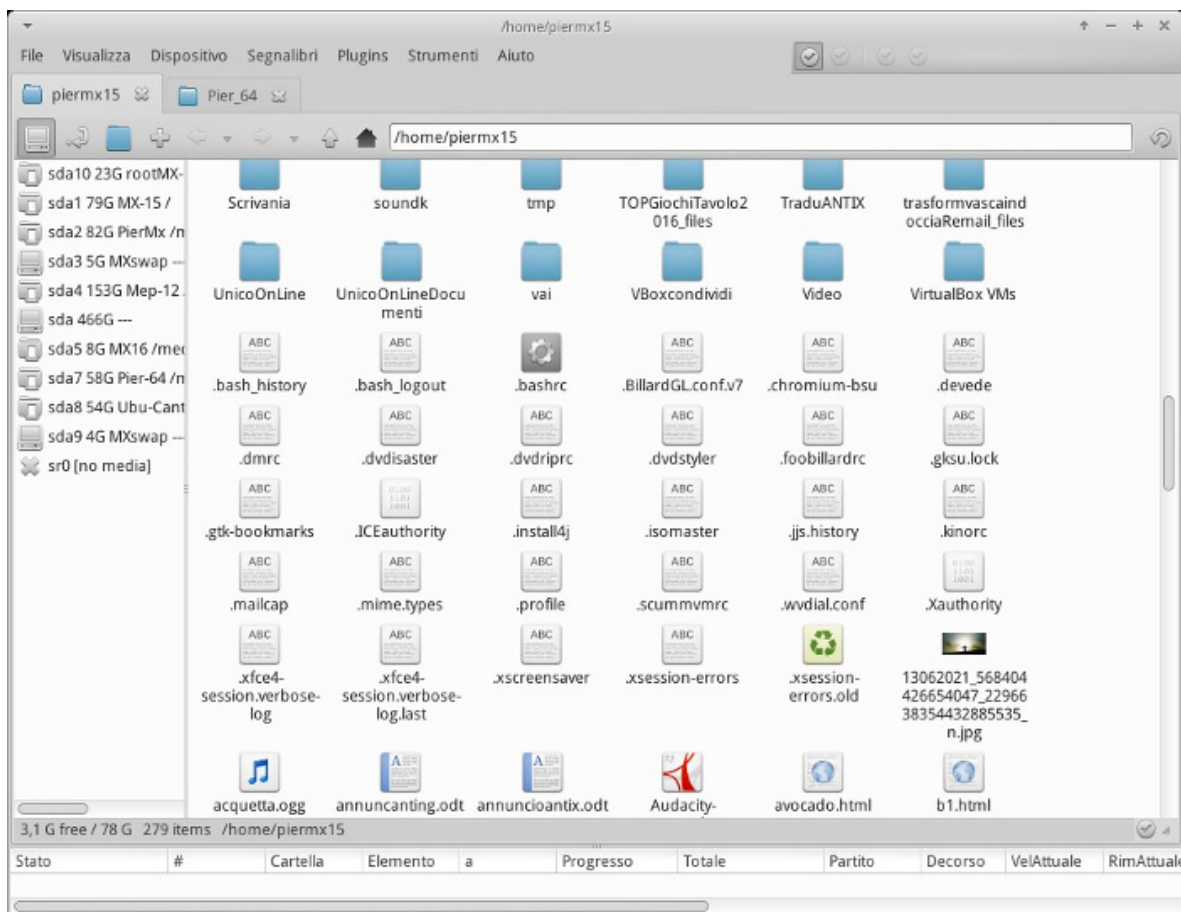 /home/piermx15
File Visualizza Dispositivo Segnalibri Plugins Strumenti Aiuto
piermx15 Pier_64
/home/piermx15
sda10 23G rootMX-
sda1 79G MX-15 /
sda2 82G PierMx /n
sda3 5G MXswap ---
sda4 153G Mep-12
sda 466G ---
sda5 8G MX16 /med
sda7 58G Pier-64 /n
sda8 54G Ubu-Cant
sda9 4G MXswap ---
sr0 [no media]
Scrivania soundk tmp TOPGiochiTavolo2 TraduANTIX trasformvascaind
016_files occiaRemail_files
UnicoOnLine UnicoOnLineDocu vai VBoxcondividi Video VirtualBox VMs
menti
.bash_history .bash_logout .bashrc .BillardGL.conf.v7 .chromium-bsu .devede
.dmrc .dvdisaster .dvdriprc .dvdstyler .foobillardrc .gksu.lock
.gtk-bookmarks .ICEauthority .install4j .isomaster .jjs.history .kinorc
.mailcap .mime.types .profile .scummvmrc .wvdial.conf .Xauthority
.xfce4- .xfce4- .xscreensaver .xsession-errors .xsession- 13062021_568404
session.verbose- session.verbose- errors.old 426654047_22966
log log.last 38354432885535_
n.jpg
acquetta.ogg annuncanting.odt annuncioantix.odt Audacity- avocado.html b1.html
3,1 G free / 78 G 279 items /home/piermx15
Stato # Cartella Elemento a Progresso Totale Partito Decorso VelAttuale RimAttuale